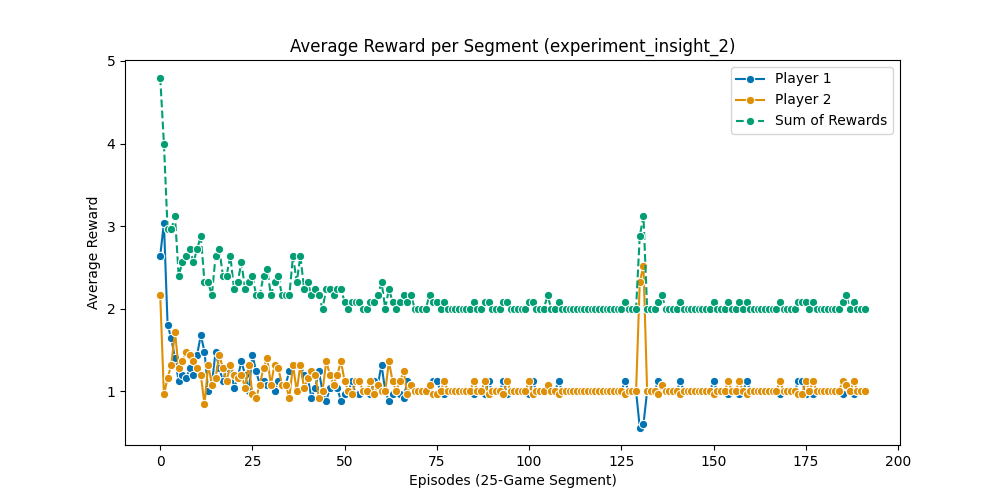 Average Reward per Segment (experiment_insight_2)
Player 1
Player 2
Sum of Rewards
Average Reward
5
4
3
2
1
0
25
50
75
100
125
150
175
200
Episodes (25-Game Segment)